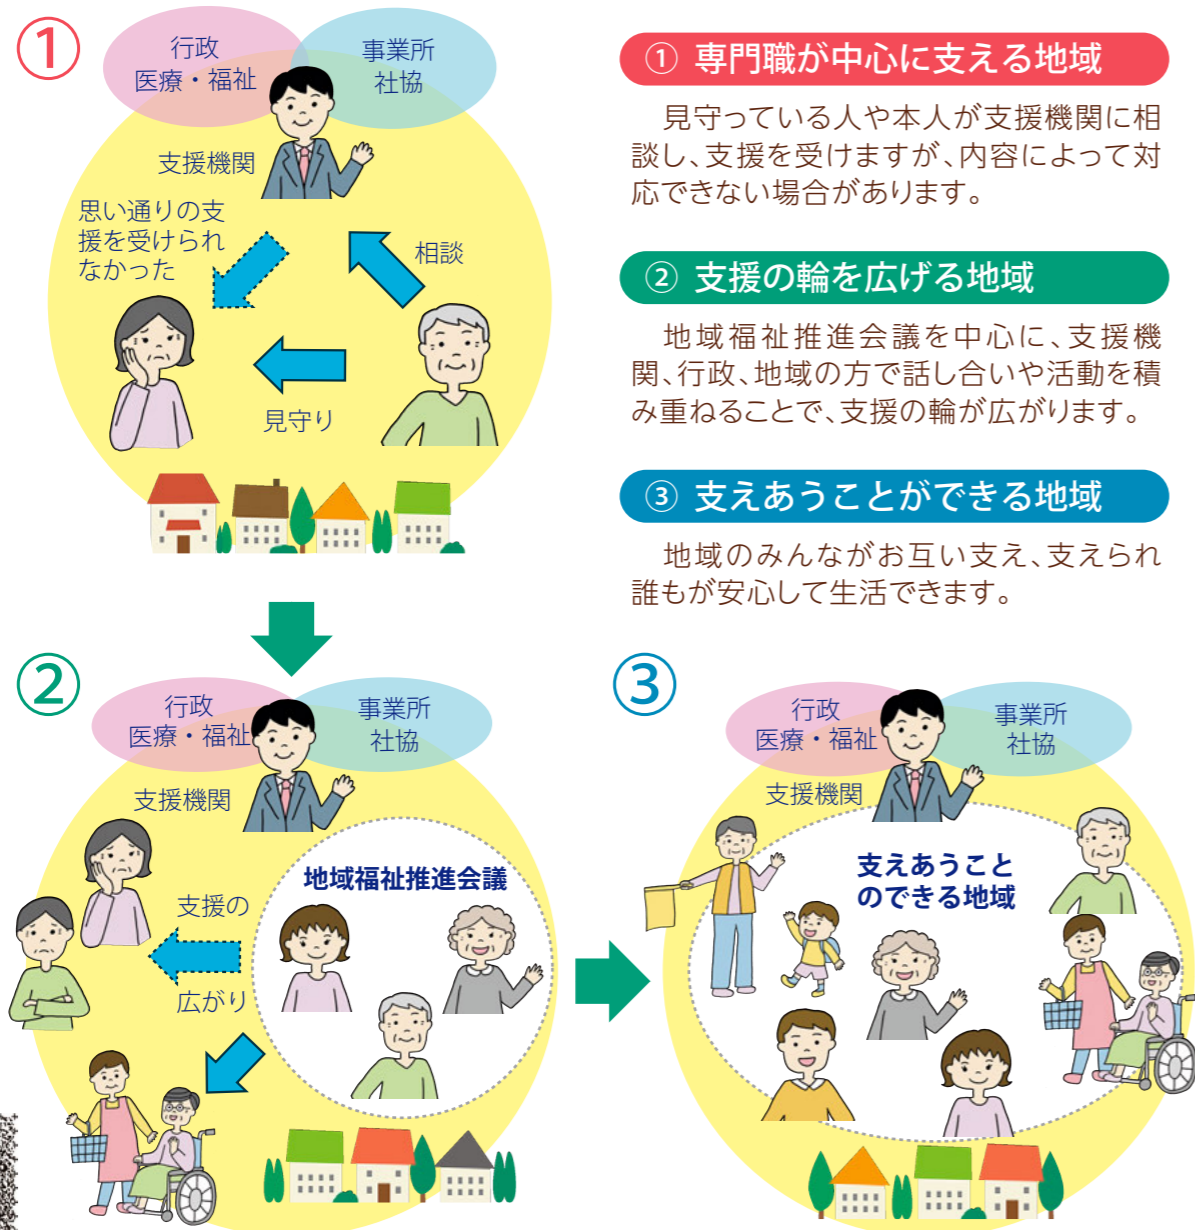 ①
行政
医療・福祉
事業所
社協
支援機関
思い通りの支
援を受けられ
なかった
相談
見守り
① 専門職が中心に支える地域
見守っている人や本人が支援機関に相
談し、支援を受けますが、内容によって対
応できない場合があります。
② 支援の輪を広げる地域
地域福祉推進会議を中心に、支援機
関、行政、地域の方で話し合いや活動を積
み重ねることで、支援の輪が広がります。
③ 支えあうことができる地域
地域のみんながお互い支え、支えられ
誰もが安心して生活できます。
②
行政
医療・福祉
事業所
社協
支援機関
地域福祉推進会議
支援の
広がり
③
行政
医療・福祉
事業所
社協
支援機関
支えあうこと
のできる地域